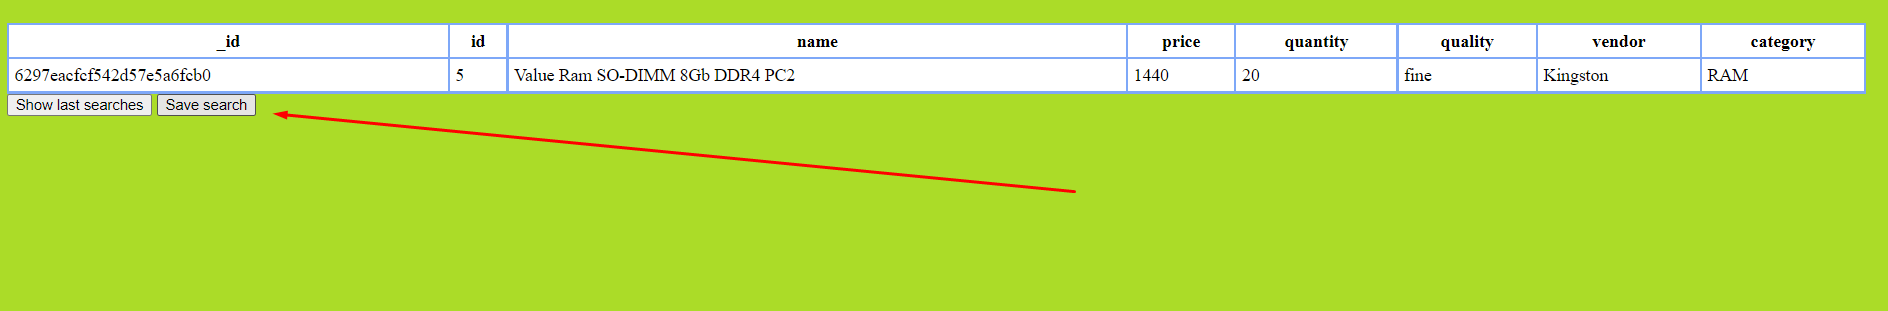 _id id name price quantity quality vendor category
6297eacfcf542d57e5a6fcb0 5 Value Ram SO-DIMM 8Gb DDR4 PC2 1440 20 fine Kingston RAM
Show last searches Save search